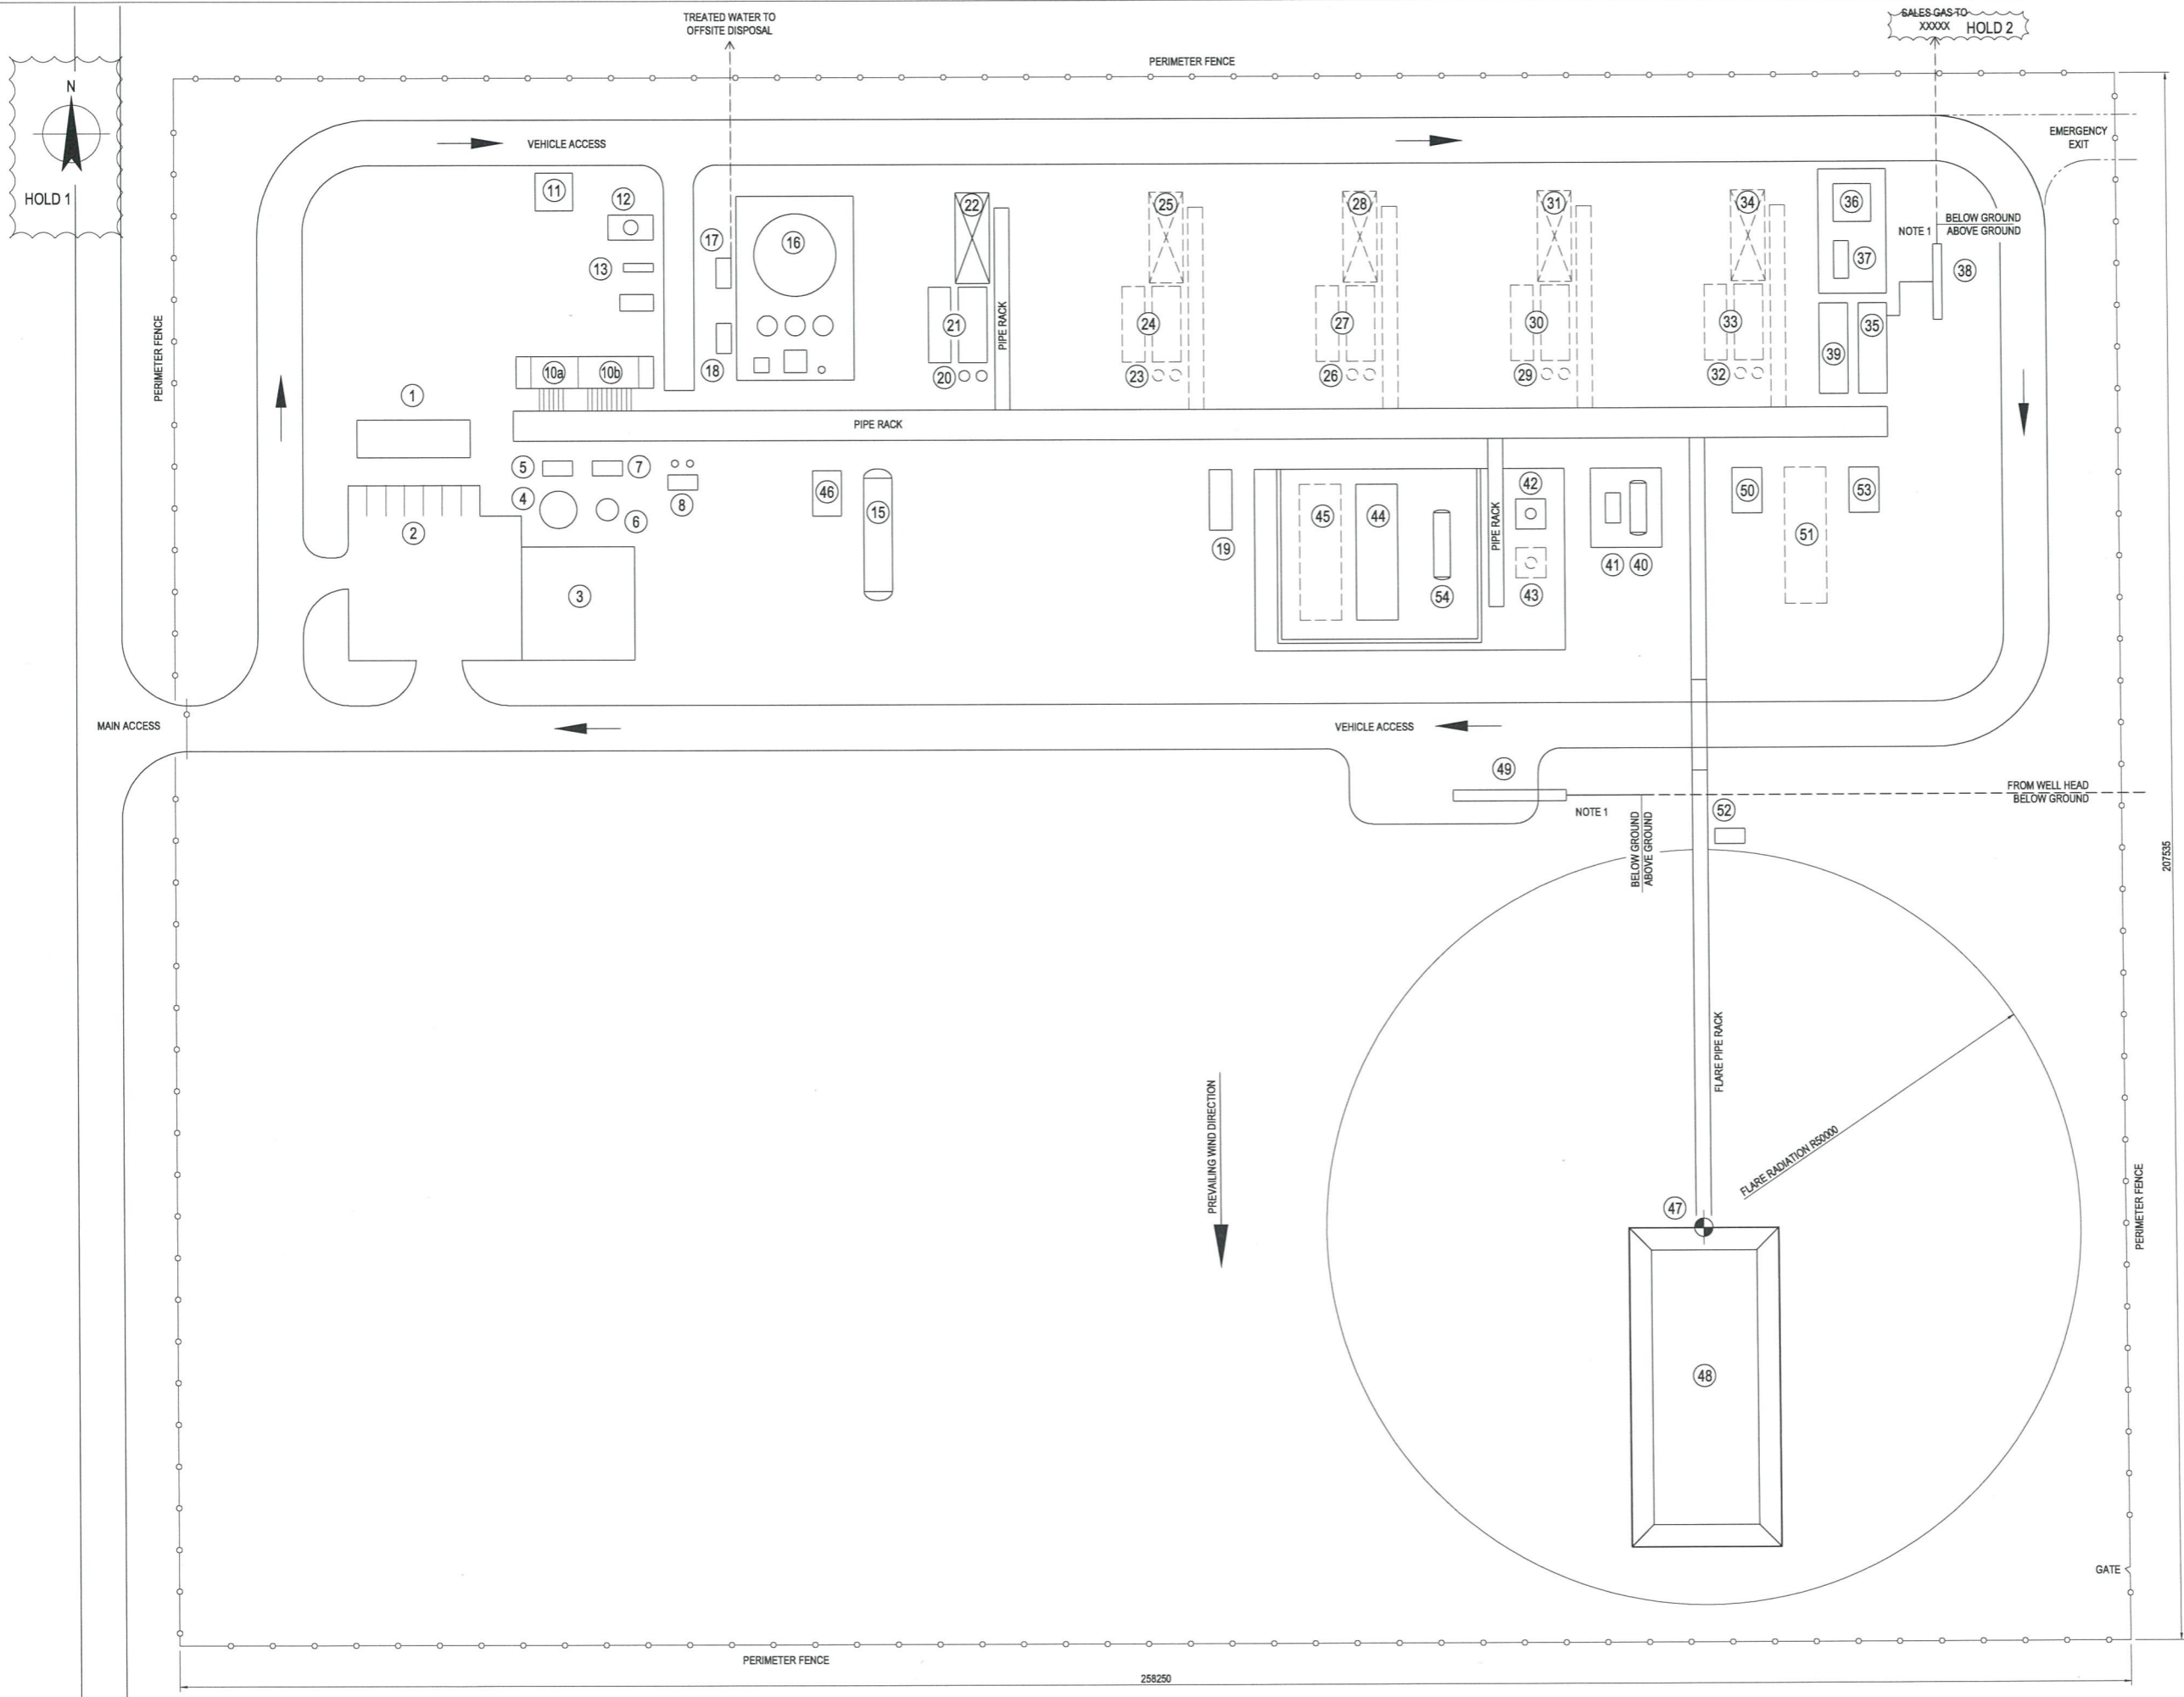 TREATED WATER TO
OFFSITE DISPOSAL
SALES GAS TO
XXXXX HOLD 2
PERIMETER FENCE
N
HOLD 1
VEHICLE ACCESS
EMERGENCY
EXIT
11
12
13
17
16
22
25
28
31
34
36
37
NOTE 1
BELOW GROUND
ABOVE GROUND
38
PERIMETER FENCE
18
21
PIPE RACK
24
27
30
33
39
35
10a
10b
20
23
26
29
32
1
PIPE RACK
5
7
4
6
8
2
3
46
15
19
45
44
54
PIPE RACK
42
43
41
40
50
51
53
MAIN ACCESS
VEHICLE ACCESS
49
NOTE 1
FROM WELL HEAD
BELOW GROUND
BELOW GROUND
ABOVE GROUND
52
207535
FLARE PIPE RACK
PREVAILING WIND DIRECTION
FLARE RADIATION R50000
47
48
PERIMETER FENCE
GATE
PERIMETER FENCE
258250